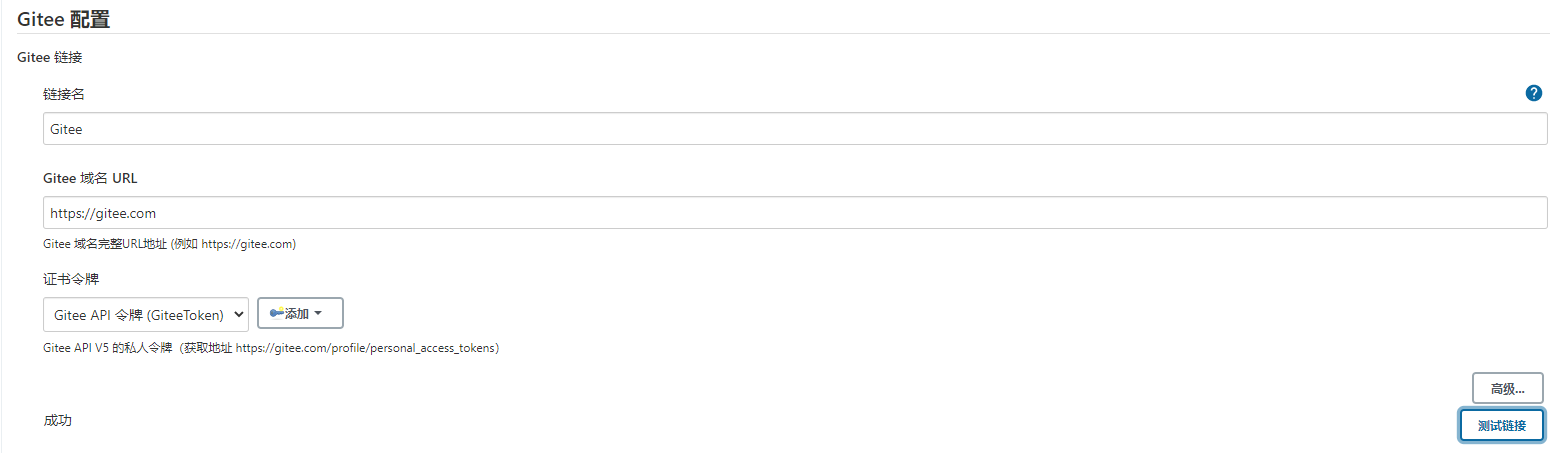 Gitee 配置
Gitee 链接
链接名
?
Gitee
Gitee 域名 URL
https://gitee.com
Gitee 域名完整URL地址 (例如 https://gitee.com)
证书令牌
Gitee API 令牌 (GiteeToken)
添加
Gitee API V5 的私人令牌（获取地址 https://gitee.com/profile/personal_access_tokens）
高级...
成功
测试链接